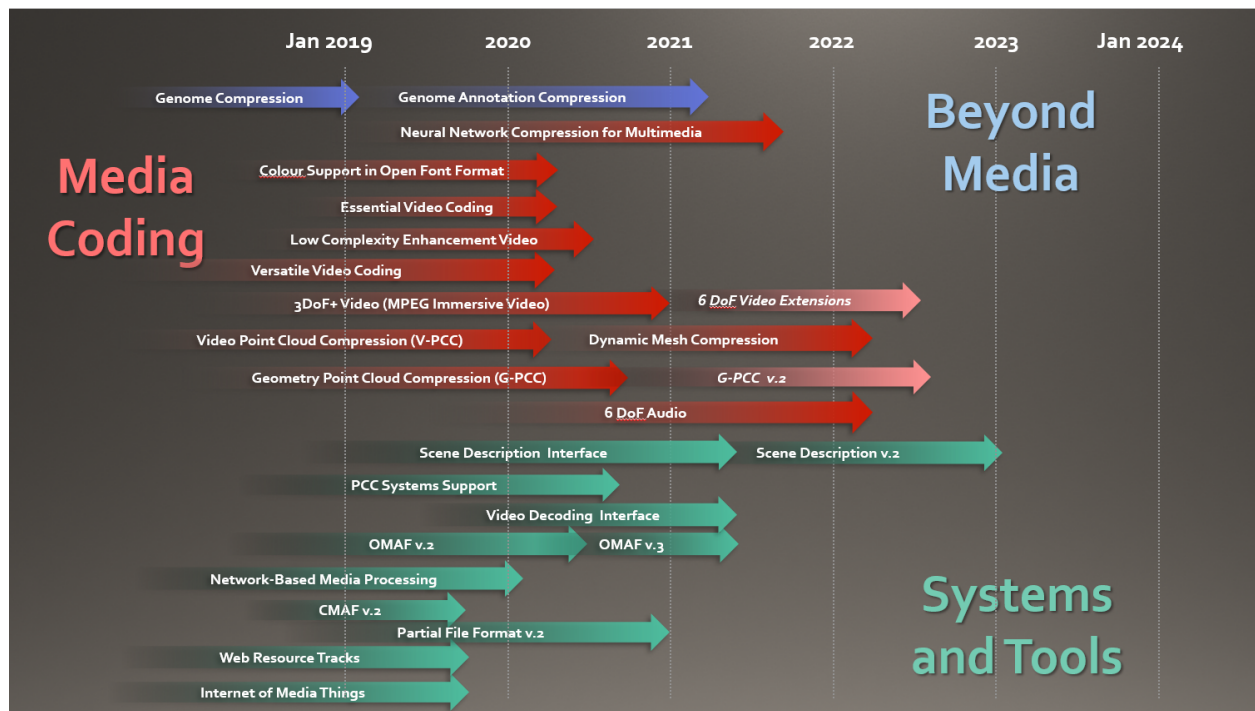 Jan 2019 2020 2021 2022 2023 Jan 2024
Genome Compression
Genome Annotation Compression
Neural Network Compression for Multimedia
Beyond
Media
Media
Coding
Colour Support in Open Font Format
Essential Video Coding
Low Complexity Enhancement Video
Versatile Video Coding
3DoF+ Video (MPEG Immersive Video)
6 DoF Video Extensions
Video Point Cloud Compression (V-PCC)
Dynamic Mesh Compression
Geometry Point Cloud Compression (G-PCC)
G-PCC v.2
6 DoF Audio
Scene Description Interface
Scene Description v.2
PCC Systems Support
Video Decoding Interface
OMAF v.2
OMAF v.3
Network-Based Media Processing
CMAF v.2
Partial File Format v.2
Web Resource Tracks
Internet of Media Things
Systems
and Tools